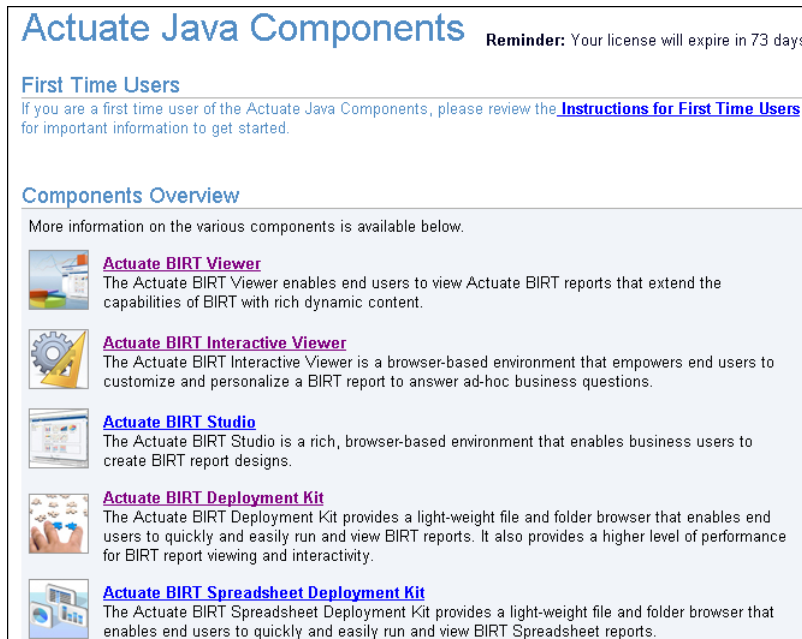 Actuate Java Components
Reminder: Your license will expire in 73 days
First Time Users
If you are a first time user of the Actuate Java Components, please review the Instructions for First Time Users
for important information to get started.
Components Overview
More information on the various components is available below.
Actuate BIRT Viewer
The Actuate BIRT Viewer enables end users to view Actuate BIRT reports that extend the
capabilities of BIRT with rich dynamic content.
Actuate BIRT Interactive Viewer
The Actuate BIRT Interactive Viewer is a browser-based environment that empowers end users to
customize and personalize a BIRT report to answer ad-hoc business questions.
Actuate BIRT Studio
The Actuate BIRT Studio is a rich, browser-based environment that enables business users to
create BIRT report designs.
Actuate BIRT Deployment Kit
The Actuate BIRT Deployment Kit provides a light-weight file and folder browser that enables end
users to quickly and easily run and view BIRT reports. It also provides a higher level of performance
for BIRT report viewing and interactivity.
Actuate BIRT Spreadsheet Deployment Kit
The Actuate BIRT Spreadsheet Deployment Kit provides a light-weight file and folder browser that
enables end users to quickly and easily run and view BIRT Spreadsheet reports.